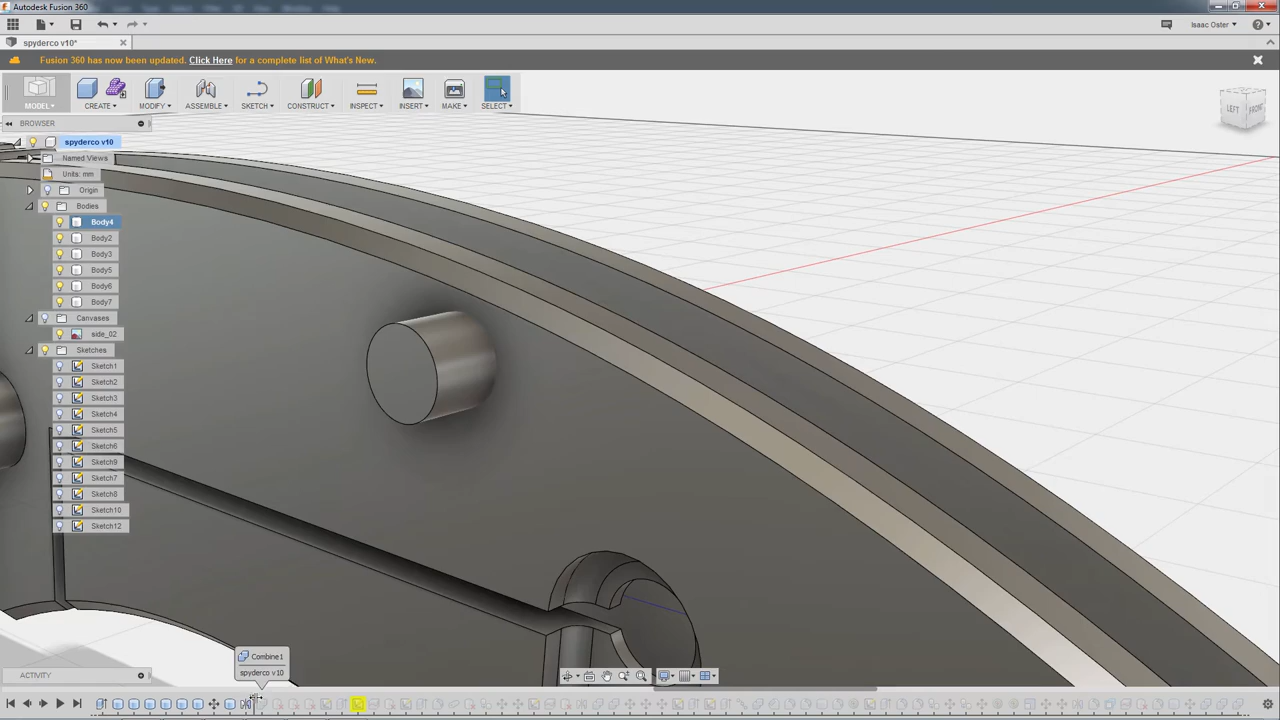 Autodesk Fusion 360
Isaac Oster
spyderco v10*
Fusion 360 has now been updated. Click Here for a complete list of What's New.
MODEL
CREATE
MODIFY
ASSEMBLE
SKETCH
CONSTRUCT
INSPECT
INSERT
MAKE
SELECT
LEFT
FRONT
BROWSER
spyderco v10
Named Views
Units: mm
Origin
Bodies
Body4
Body2
Body3
Body5
Body6
Body7
Canvases
side_02
Sketches
Sketch1
Sketch2
Sketch3
Sketch4
Sketch5
Sketch6
Sketch9
Sketch7
Sketch8
Sketch10
Sketch12
Combine1
spyderco v10
ACTIVITY